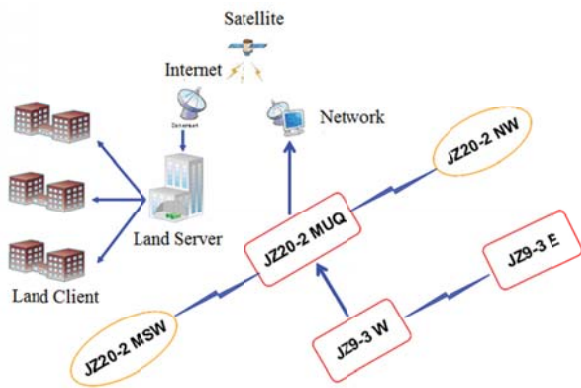 Satellite
Internet
Network
JZ20-2 NW
Land Server
JZ20-2 MUQ
JZ9-3 E
Land Client
JZ20-2 MSW
JZ9-3 W